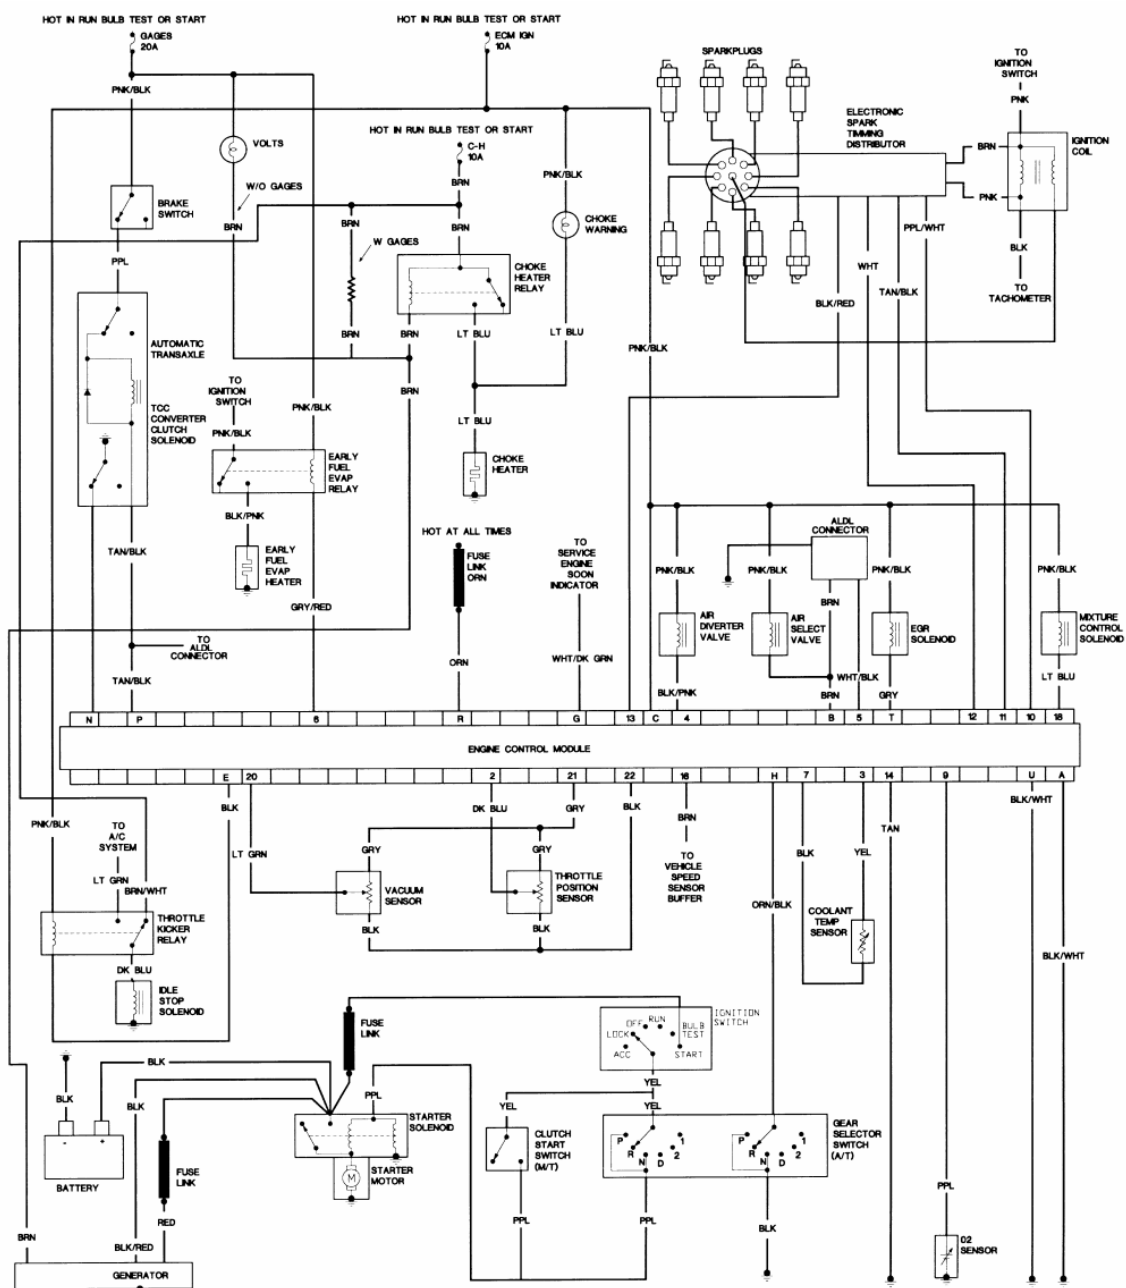 HOT IN RUN BULB TEST OR START
GAGES
20A
HOT IN RUN BULB TEST OR START
ECM IGN
10A
SPARKPLUGS
TO
IGNITION
SWITCH
PNK
PNK/BLK
ELECTRONIC
SPARK
TIMMING
DISTRIBUTOR
HOT IN RUN BULB TEST OR START
C-H
10A
VOLTS
BRN
IGNITION
COIL
BRN
PNK/BLK
W/O GAGES
BRAKE
SWITCH
BRN
BRN
CHOKE
WARNING
PNK
PPL/WHT
BLK
W GAGES
BRN
PPL
WHT
CHOKE
HEATER
RELAY
TAN/BLK
BLK/RED
TO
TACHOMETER
BRN
BRN
LT BLU
LT BLU
PNK/BLK
AUTOMATIC
TRANSAXLE
TO
IGNITION
SWITCH
BRN
PNK/BLK
TCC
CONVERTER
CLUTCH
SOLENOID
LT BLU
PNK/BLK
EARLY
FUEL
EVAP
RELAY
CHOKE
HEATER
BLK/PNK
HOT AT ALL TIMES
ALDL
CONNECTOR
TAN/BLK
EARLY
FUEL
EVAP
HEATER
FUSE
LINK
ORN
TO
SERVICE
ENGINE
SOON
INDICATOR
PNK/BLK
PNK/BLK
PNK/BLK
PNK/BLK
GRY/RED
BRN
AIR
DIVERTER
VALVE
AIR
SELECT
VALVE
EGR
SOLENOID
MIXTURE
CONTROL
SOLENOID
TO
ALDL
CONNECTOR
ORN
WHT/DK GRN
WHT/BLK
LT BLU
TAN/BLK
BLK/PNK
BRN
GRY
N P 6 R G 13 C 4 B 5 T 12 11 10 18
ENGINE CONTROL MODULE
E 20 2 21 22 16 H 7 3 14 9 U A
BLK
DK BLU
GRY
BLK
BRN
BLK/WHT
PNK/BLK
TO
A/C
SYSTEM
LT GRN
GRY
GRY
TO
VEHICLE
SPEED
SENSOR
BUFFER
BLK
YEL
TAN
LT GRN
BRN/WHT
VACUUM
SENSOR
THROTTLE
POSITION
SENSOR
ORN/BLK
COOLANT
TEMP
SENSOR
THROTTLE
KICKER
RELAY
BLK
BLK
BLK/WHT
DK BLU
IDLE
STOP
SOLENOID
FUSE
LINK
IGNITION
SWITCH
OFF
RUN
LOCK
BULB
TEST
ACC
START
BLK
YEL
BLK
BLK
PPL
YEL
YEL
STARTER
SOLENOID
CLUTCH
START
SWITCH
(M/T)
P
R
N
D
2
1
P
R
N
D
2
1
GEAR
SELECTOR
SWITCH
(A/T)
- +
BATTERY
FUSE
LINK
M
STARTER
MOTOR
PPL
RED
PPL
PPL
BLK
BRN
BLK/RED
O2
SENSOR
GENERATOR